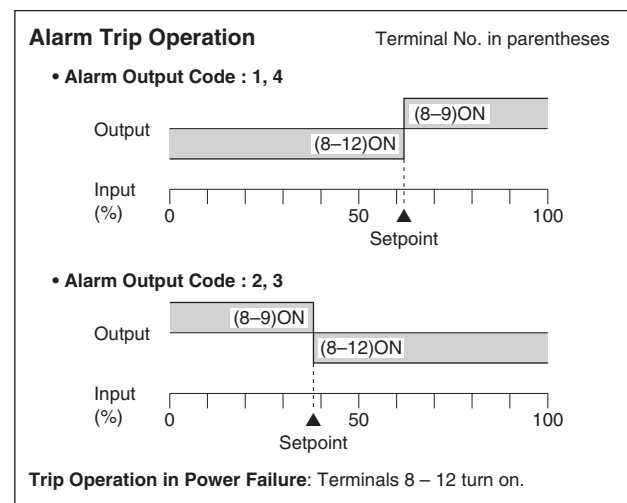 Alarm Trip Operation Terminal No. in parentheses
• Alarm Output Code : 1, 4
Output
(8–9)ON
(8–12)ON
Input
(%)
0 50 100
Setpoint
• Alarm Output Code : 2, 3
Output
(8–9)ON
(8–12)ON
Input
(%)
0 50 100
Setpoint
Trip Operation in Power Failure: Terminals 8 – 12 turn on.